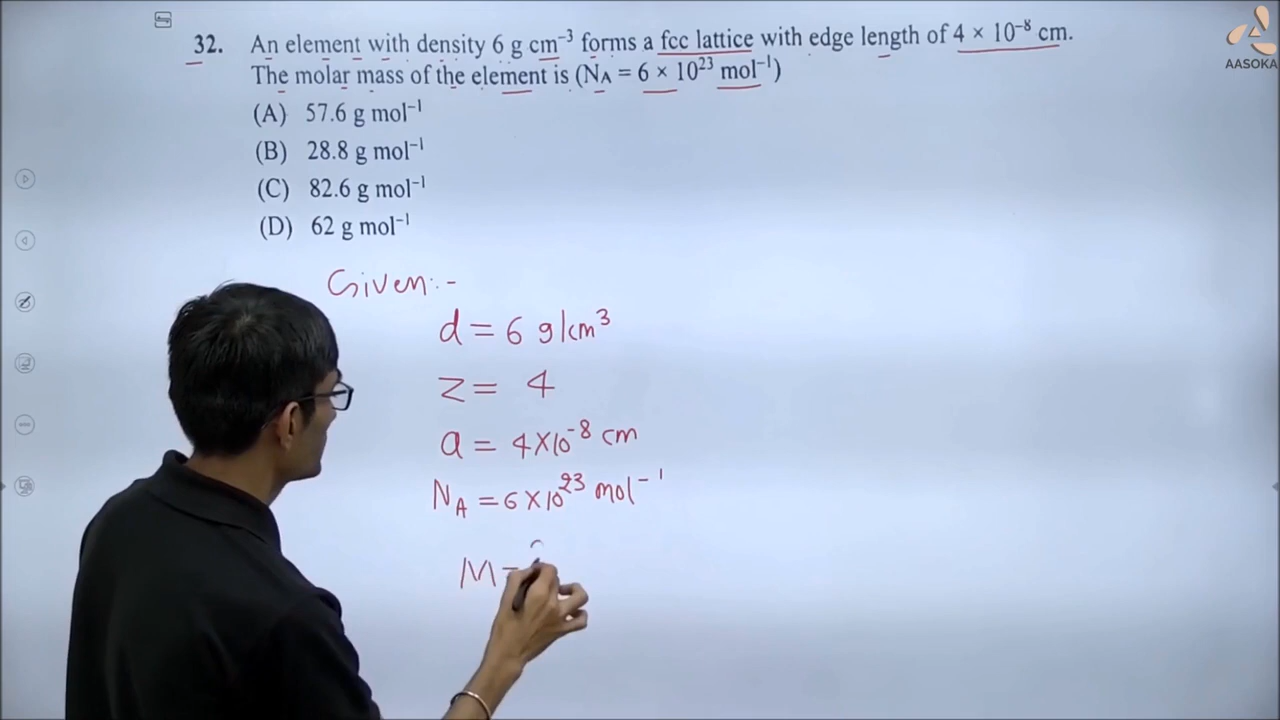 32. An element with density 6 g cm⁻³ forms a fcc lattice with edge length of 4 × 10⁻⁸ cm.
The molar mass of the element is (N_A = 6 × 10²³ mol⁻¹)
(A) 57.6 g mol⁻¹
(B) 28.8 g mol⁻¹
(C) 82.6 g mol⁻¹
(D) 62 g mol⁻¹
Given:-
d = 6 g/cm³
Z = 4
a = 4×10⁻⁸ cm
N_A = 6×10²³ mol⁻¹
M =
AASOKA